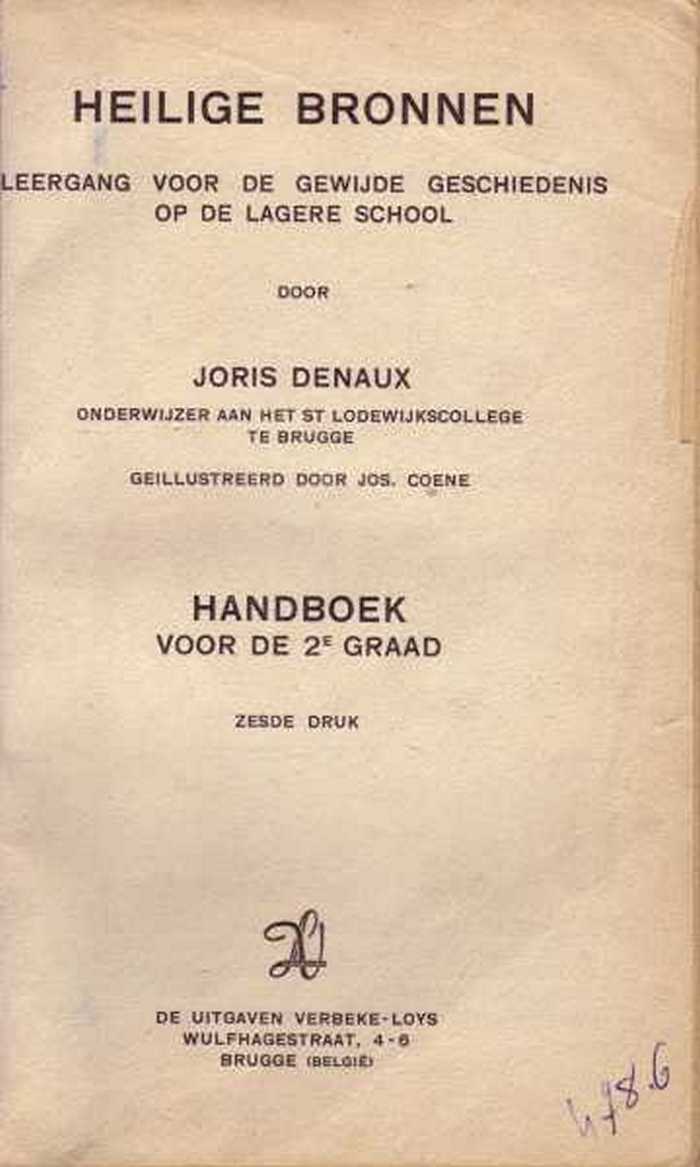 HEILIGE BRONNEN
LEERGANG VOOR DE GEWIJDE GESCHIEDENIS
OP DE LAGERE SCHOOL
DOOR
JORIS DENAUX
ONDERWIJZER AAN HET ST LODEWIJKSCOLLEGE
TE BRUGGE
GEILLUSTREERD DOOR JOS. COENE
HANDBOEK
VOOR DE 2E GRAAD
ZESDE DRUK
DE UITGAVEN VERBEKE-LOYS
WULFHAGESTRAAT, 4-6
BRUGGE (BELGIË)